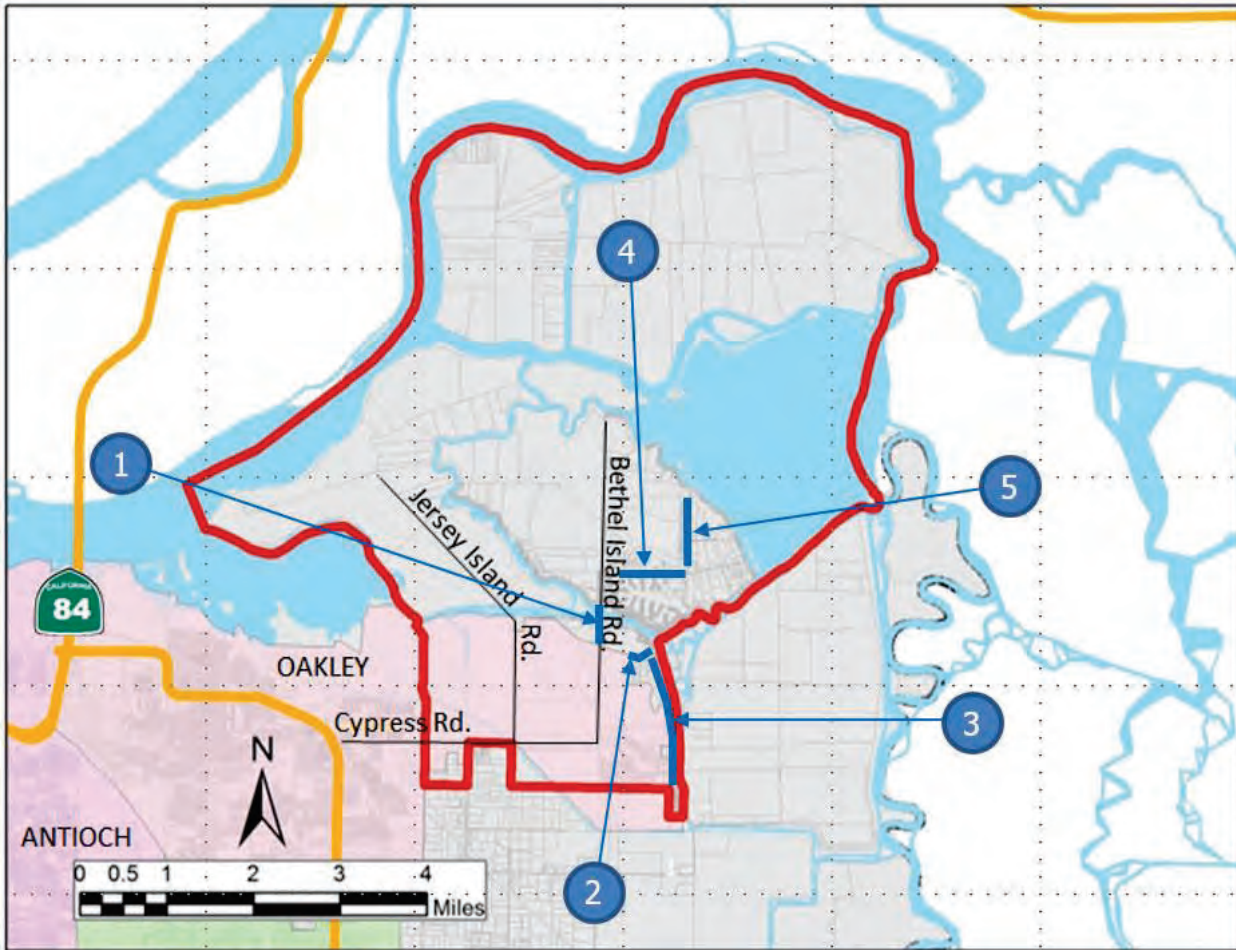 4
1
5
Bethel Island Rd.
Jersey Island
Rd.
CALIFORNIA
84
OAKLEY
Cypress Rd.
3
N
ANTIOCH
0 0.5 1 2 3 4
Miles
2